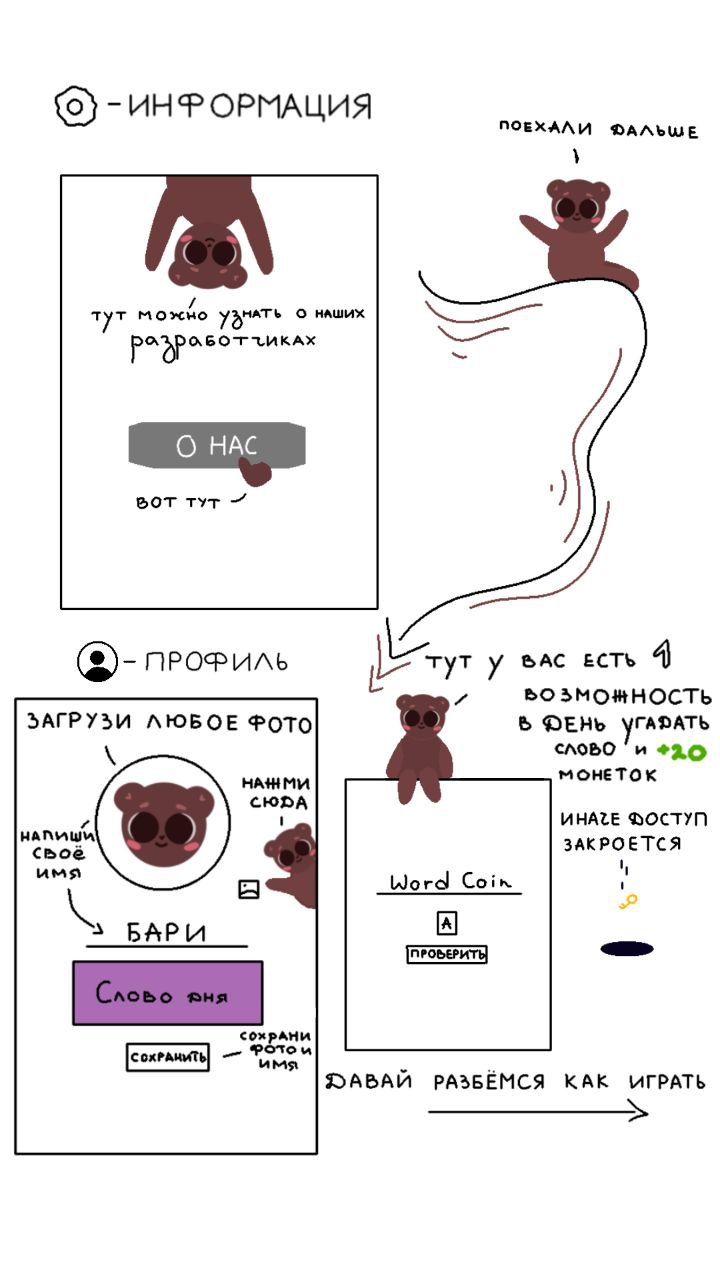 - ИНФОРМАЦИЯ
ПОЕХАЛИ ДАЛЬШЕ
ТУТ МОЖНО УЗНАТЬ О НАШИХ
РАЗРАБОТЧИКАХ
О НАС
ВОТ ТУТ
- ПРОФИЛЬ
ЗАГРУЗИ ЛЮБОЕ ФОТО
НАЖМИ
СЮДА
НАПИШИ
СВОЁ
ИМЯ
БАРИ
Слово дня
СОХРАНИТЬ
СОХРАНИ
ФОТО И
ИМЯ
ТУТ У ВАС ЕСТЬ 1
ВОЗМОЖНОСТЬ
В ДЕНЬ УГАДАТЬ
СЛОВО И +20
МОНЕТОК
ИНАЧЕ ДОСТУП
ЗАКРОЕТСЯ
Word Coin
А
ПРОВЕРИТЬ
ДАВАЙ РАЗБЁМСЯ КАК ИГРАТЬ